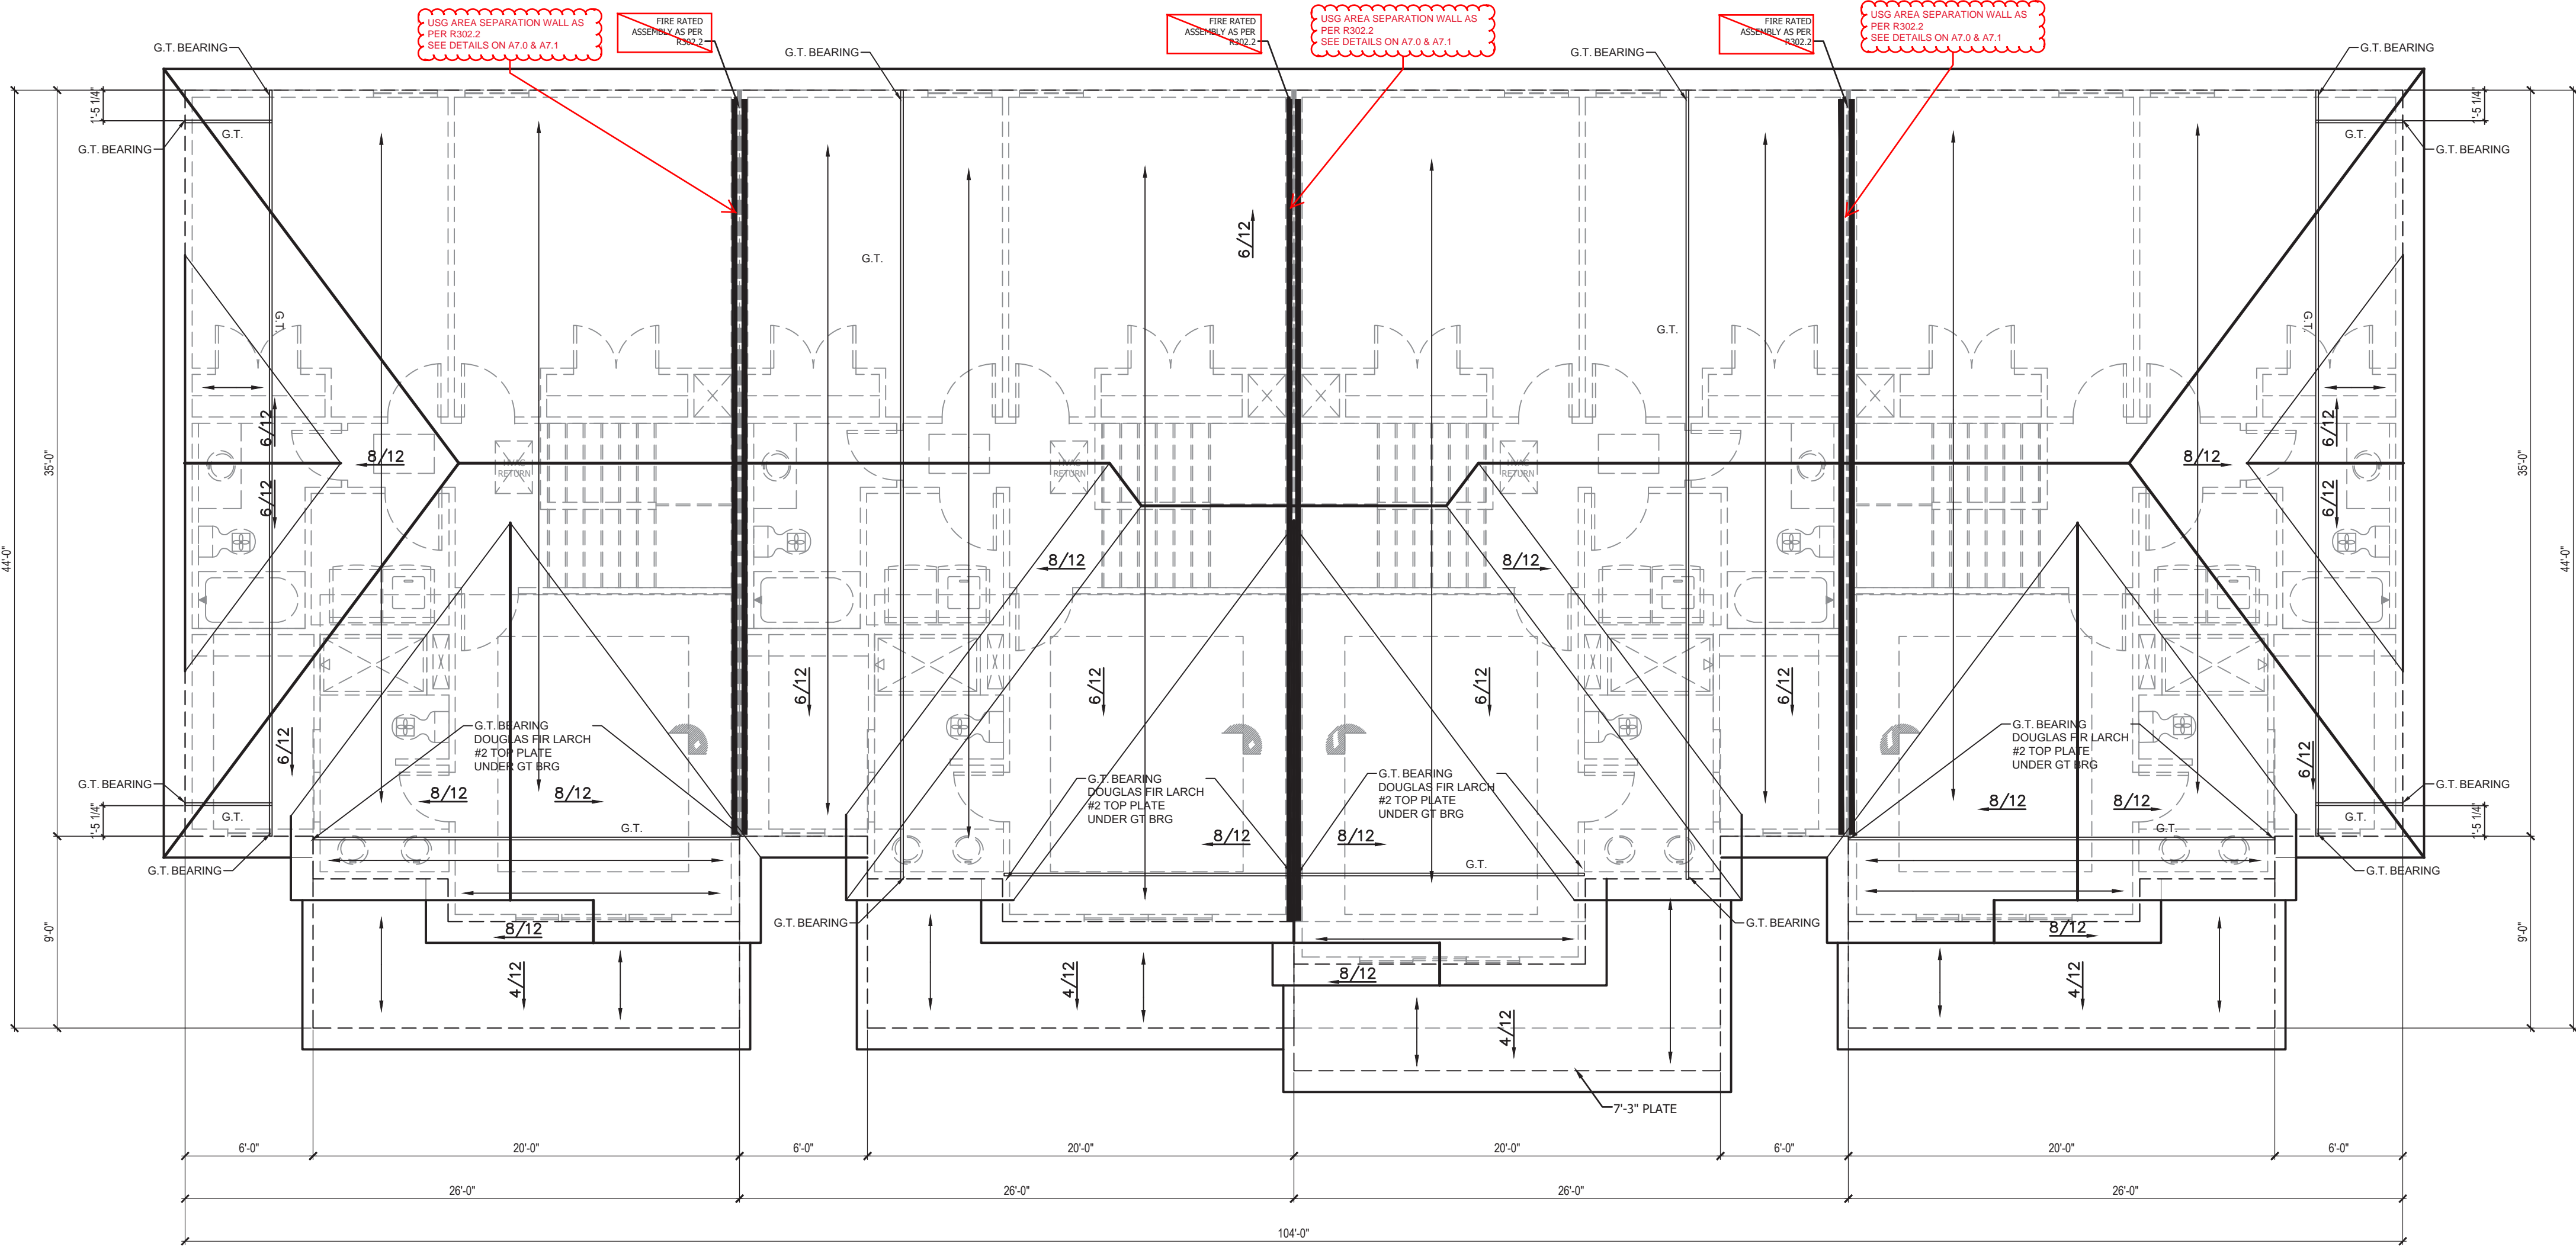 USG AREA SEPARATION WALL AS
PER R302.2
SEE DETAILS ON A7.0 & A7.1
FIRE RATED
ASSEMBLY AS PER
R302.2
FIRE RATED
ASSEMBLY AS PER
R302.2
USG AREA SEPARATION WALL AS
PER R302.2
SEE DETAILS ON A7.0 & A7.1
FIRE RATED
ASSEMBLY AS PER
R302.2
USG AREA SEPARATION WALL AS
PER R302.2
SEE DETAILS ON A7.0 & A7.1
G.T. BEARING
G.T. BEARING
G.T. BEARING
G.T. BEARING
1'-5 1/4"
1'-5 1/4"
G.T.
G.T.
G.T. BEARING
G.T. BEARING
6/12
G.T.
G.T.
G.T.
G.T.
6/12
6/12
8/12
8/12
35'-0"
35'-0"
RETURN
RETURN
6/12
6/12
44'-0"
44'-0"
8/12
8/12
6/12
6/12
6/12
6/12
6/12
6/12
G.T. BEARING
DOUGLAS FIR LARCH
#2 TOP PLATE
UNDER GT BRG
G.T. BEARING
DOUGLAS FIR LARCH
#2 TOP PLATE
UNDER GT BRG
G.T. BEARING
DOUGLAS FIR LARCH
#2 TOP PLATE
UNDER GT BRG
G.T. BEARING
DOUGLAS FIR LARCH
#2 TOP PLATE
UNDER GT BRG
G.T. BEARING
G.T. BEARING
8/12
8/12
8/12
8/12
1'-5 1/4"
G.T.
G.T.
8/12
8/12
G.T.
G.T.
1'-5 1/4"
G.T. BEARING
G.T.
G.T. BEARING
G.T. BEARING
G.T. BEARING
9'-0"
8/12
8/12
9'-0"
4/12
4/12
8/12
4/12
4/12
7'-3" PLATE
6'-0"
20'-0"
6'-0"
20'-0"
20'-0"
6'-0"
20'-0"
6'-0"
26'-0"
26'-0"
26'-0"
26'-0"
104'-0"